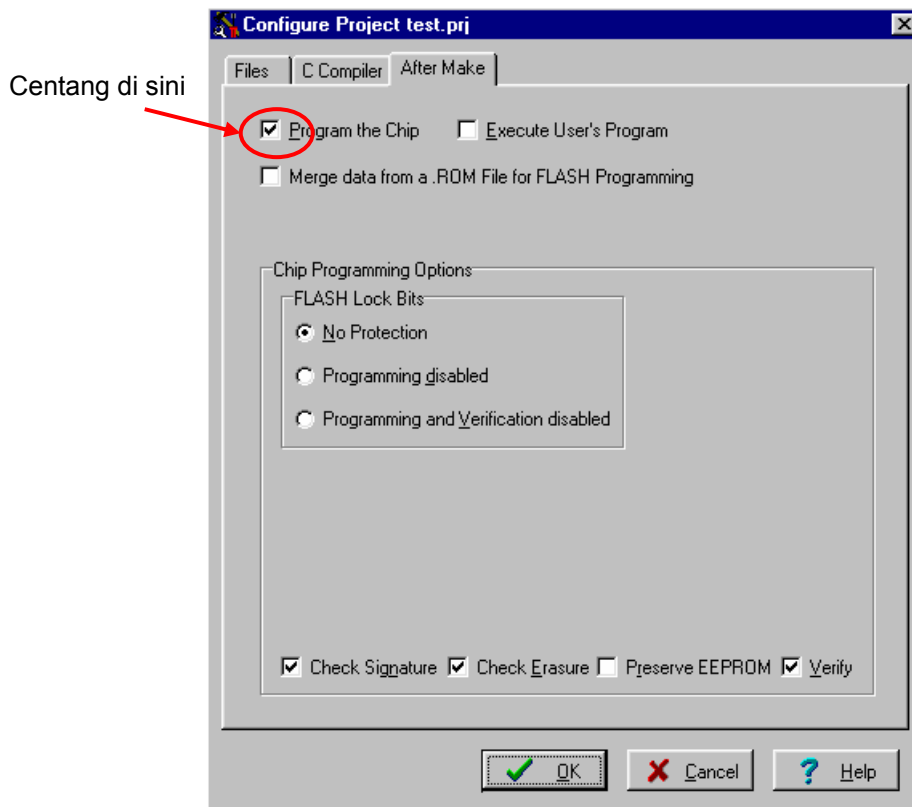 Configure Project test.prj
Files C Compiler After Make
Centang di sini
Program the Chip Execute User's Program
Merge data from a .ROM File for FLASH Programming
Chip Programming Options
FLASH Lock Bits
No Protection
Programming disabled
Programming and Verification disabled
Check Signature Check Erasure Preserve EEPROM Verify
OK Cancel ? Help